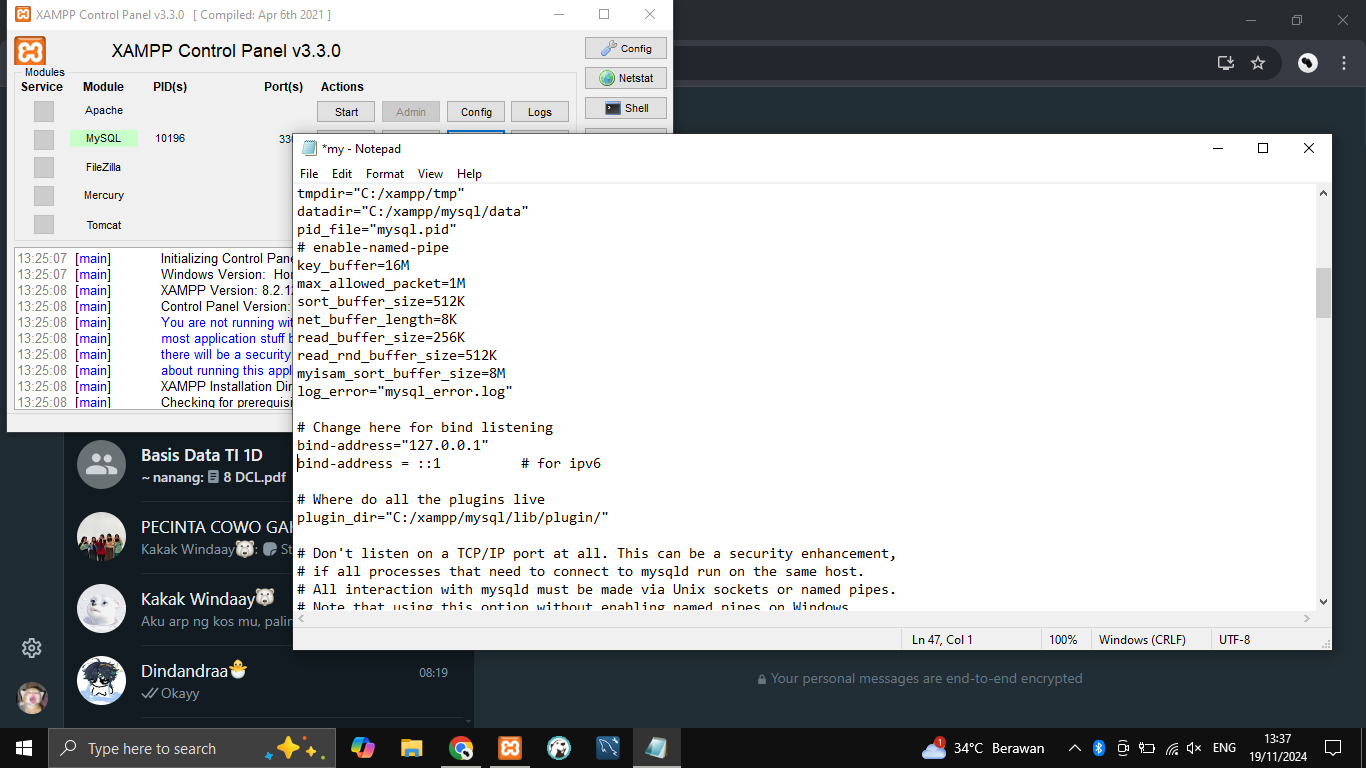 XAMPP Control Panel v3.3.0 [ Compiled: Apr 6th 2021 ]
XAMPP Control Panel v3.3.0
Config
Netstat
Shell
Modules
Service Module PID(s) Port(s) Actions
Apache Start Admin Config Logs
MySQL 10196
FileZilla
Mercury
Tomcat
13:25:07 [main] Initializing Control
13:25:07 [main] Windows Version:
13:25:08 [main] XAMPP Version:
13:25:08 [main] Control Panel Version:
13:25:08 [main] You are not running
13:25:08 [main] most application stuff
13:25:08 [main] there will be a security
13:25:08 [main] about running this
13:25:08 [main] XAMPP Installation
13:25:08 [main] Checking for
*my - Notepad
File Edit Format View Help
tmpdir="C:/xampp/tmp"
datadir="C:/xampp/mysql/data"
pid_file="mysql.pid"
# enable-named-pipe
key_buffer=16M
max_allowed_packet=1M
sort_buffer_size=512K
net_buffer_length=8K
read_buffer_size=256K
read_rnd_buffer_size=512K
myisam_sort_buffer_size=8M
log_error="mysql_error.log"
# Change here for bind listening
bind-address="127.0.0.1"
bind-address = ::1 # for ipv6
# Where do all the plugins live
plugin_dir="C:/xampp/mysql/lib/plugin/"
# Don't listen on a TCP/IP port at all. This can be a security enhancement,
# if all processes that need to connect to mysqld run on the same host.
# All interaction with mysqld must be made via Unix sockets or named pipes.
# Note that using this option without enabling named pipes on Windows
Ln 47, Col 1 100% Windows (CRLF) UTF-8
Basis Data TI 1D
~ nanang: 8 DCL.pdf
PECINTA COWO
Kakak Windaay:
Kakak Windaay
Aku arp ng kos mu,
Dindandraa 08:19
Okayy
Your personal messages are end-to-end encrypted
Type here to search
1 34°C Berawan ENG 13:37
19/11/2024